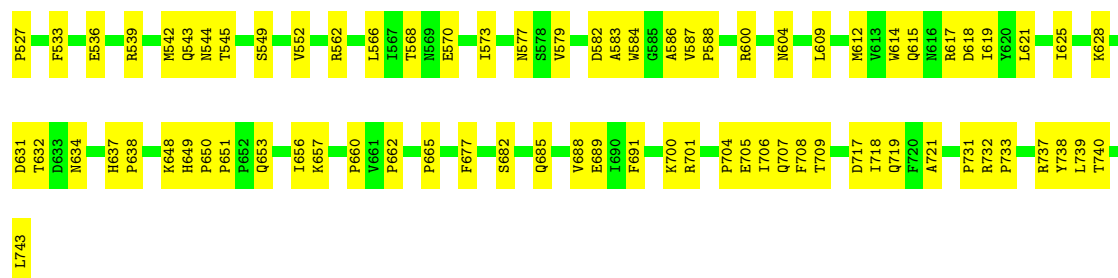 P527 F533 E536 R539 M542 Q543 N544 T545 S549 V552 R562 L566 I567 T568 N569 E570 I573 N577 S578 V579 D582 A583 W584 G585 A586 V587 P588 R600 N604 L609 M612 V613 W614 Q615 N616 R617 D618 I619 Y620 L621 I625 K628
D631 T632 D633 N634 H637 P638 K648 H649 P650 P651 P652 Q653 I656 K657 P660 V661 P662 P665 F677 S682 Q685 V688 E689 I690 F691 K700 R701 P704 E705 I706 Q707 F708 T709 D717 I718 Q719 F720 A721 P731 R732 P733 R737 Y738 L739 T740
L743